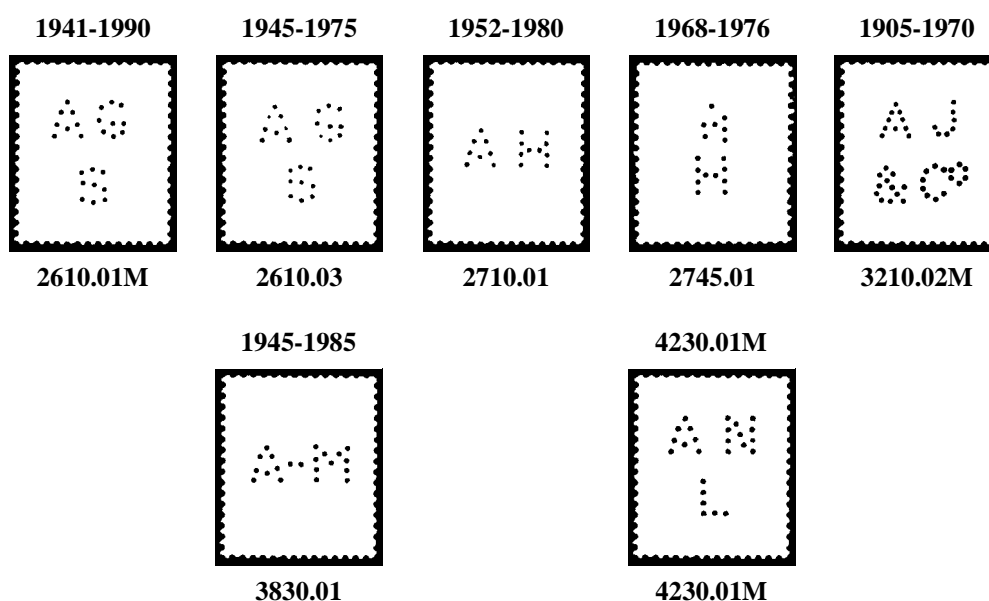 1941-1990 1945-1975 1952-1980 1968-1976 1905-1970
A G A G A H A A J
S S H & Cº
2610.01M 2610.03 2710.01 2745.01 3210.02M
1945-1985 4230.01M
A-M A N
L
3830.01 4230.01M